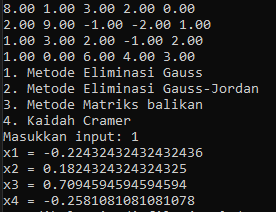 8.00 1.00 3.00 2.00 0.00
2.00 9.00 -1.00 -2.00 1.00
1.00 3.00 2.00 -1.00 2.00
1.00 0.00 6.00 4.00 3.00
1. Metode Eliminasi Gauss
2. Metode Eliminasi Gauss-Jordan
3. Metode Matriks balikan
4. Kaidah Cramer
Masukkan input: 1
x1 = -0.22432432432432436
x2 = 0.1824324324324325
x3 = 0.7094594594594594
x4 = -0.2581081081081078